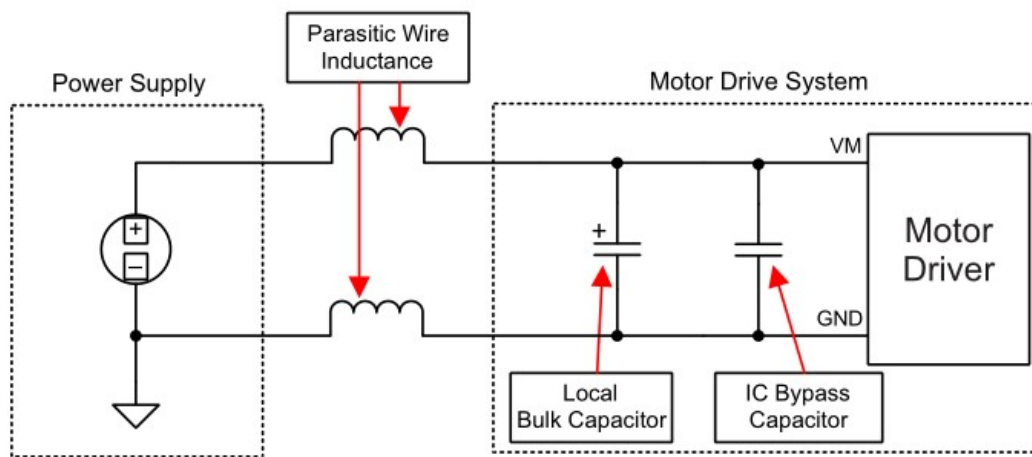 Parasitic Wire
Inductance
Power Supply
Motor Drive System
VM
+
−
+
Motor
Driver
GND
Local
Bulk Capacitor
IC Bypass
Capacitor